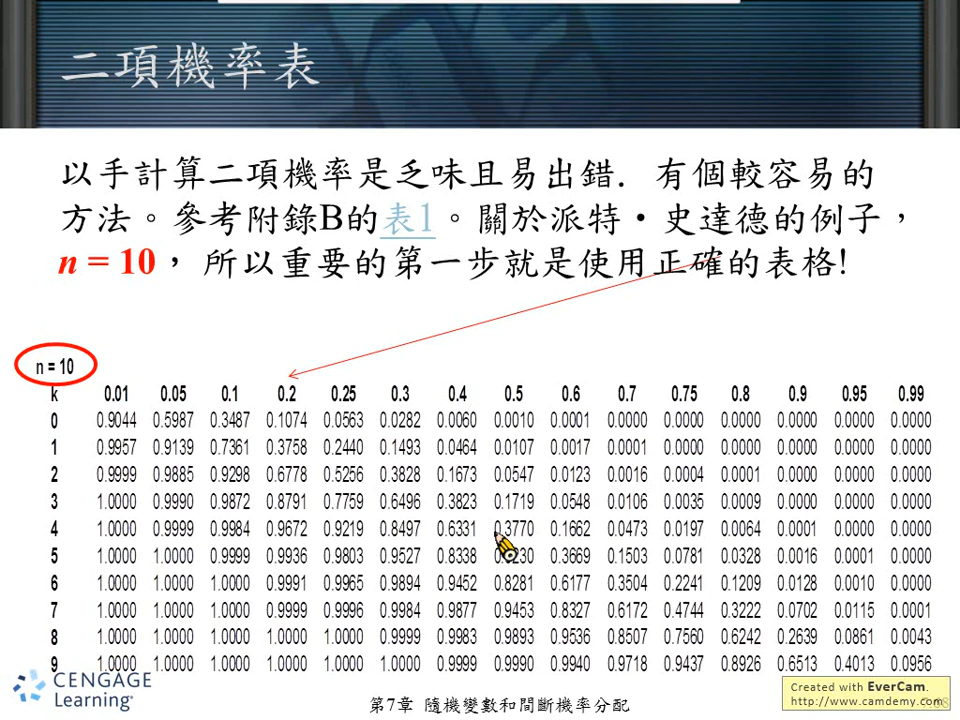 二項機率表
以手計算二項機率是乏味且易出錯. 有個較容易的
方法。參考附錄B的表1。關於派特·史達德的例子，
n = 10， 所以重要的第一步就是使用正確的表格!
n = 10
k 0.01 0.05 0.1 0.2 0.25 0.3 0.4 0.5 0.6 0.7 0.75 0.8 0.9 0.95 0.99
0 0.9044 0.5987 0.3487 0.1074 0.0563 0.0282 0.0060 0.0010 0.0001 0.0000 0.0000 0.0000 0.0000 0.0000 0.0000
1 0.9957 0.9139 0.7361 0.3758 0.2440 0.1493 0.0464 0.0107 0.0017 0.0001 0.0000 0.0000 0.0000 0.0000 0.0000
2 0.9999 0.9885 0.9298 0.6778 0.5256 0.3828 0.1673 0.0547 0.0123 0.0016 0.0004 0.0001 0.0000 0.0000 0.0000
3 1.0000 0.9990 0.9872 0.8791 0.7759 0.6496 0.3823 0.1719 0.0548 0.0106 0.0035 0.0009 0.0000 0.0000 0.0000
4 1.0000 0.9999 0.9984 0.9672 0.9219 0.8497 0.6331 0.3770 0.1662 0.0473 0.0197 0.0064 0.0001 0.0000 0.0000
5 1.0000 1.0000 0.9999 0.9936 0.9803 0.9527 0.8338 0.3669 0.1503 0.0781 0.0328 0.0016 0.0001 0.0000
6 1.0000 1.0000 1.0000 0.9991 0.9965 0.9894 0.9452 0.8281 0.6177 0.3504 0.2241 0.1209 0.0128 0.0010 0.0000
7 1.0000 1.0000 1.0000 0.9999 0.9996 0.9984 0.9877 0.9453 0.8327 0.6172 0.4744 0.3222 0.0702 0.0115 0.0001
8 1.0000 1.0000 1.0000 1.0000 1.0000 0.9999 0.9983 0.9893 0.9536 0.8507 0.7560 0.6242 0.2639 0.0861 0.0043
9 1.0000 1.0000 1.0000 1.0000 1.0000 1.0000 0.9999 0.9990 0.9940 0.9718 0.9437 0.8926 0.6513 0.4013 0.0956
CENGAGE
Learning
第7章 隨機變數和間斷機率分配
Created with EverCam.
http://www.camdemy.com